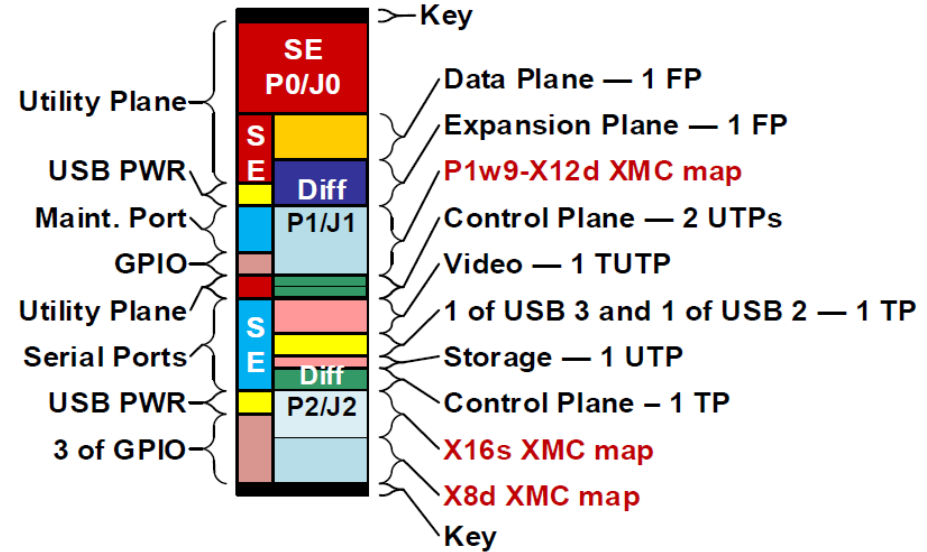 Key
SE
P0/J0
Utility Plane
Data Plane — 1 FP
S
E
Expansion Plane — 1 FP
USB PWR
Diff
P1w9-X12d XMC map
Maint. Port
P1/J1
Control Plane — 2 UTPs
GPIO
Video — 1 TUTP
Utility Plane
1 of USB 3 and 1 of USB 2 — 1 TP
S
E
Serial Ports
Storage — 1 UTP
Diff
USB PWR
P2/J2
Control Plane – 1 TP
3 of GPIO
X16s XMC map
X8d XMC map
Key